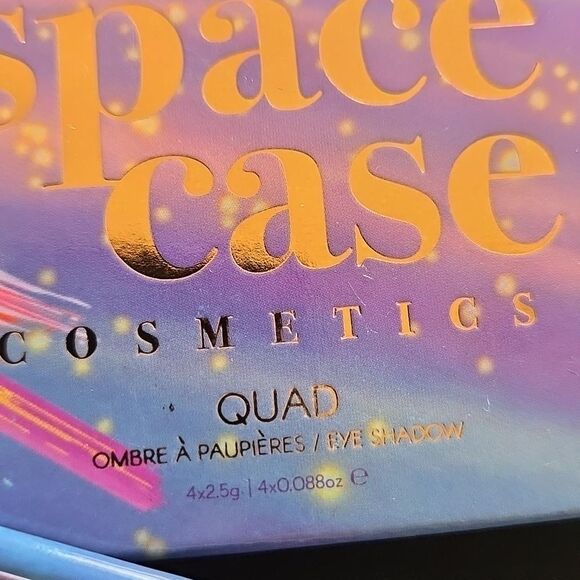 space
case
COSMETICS
QUAD
OMBRE À PAUPIÈRES / EYE SHADOW
4x2.5g | 4x0.088oz ℮